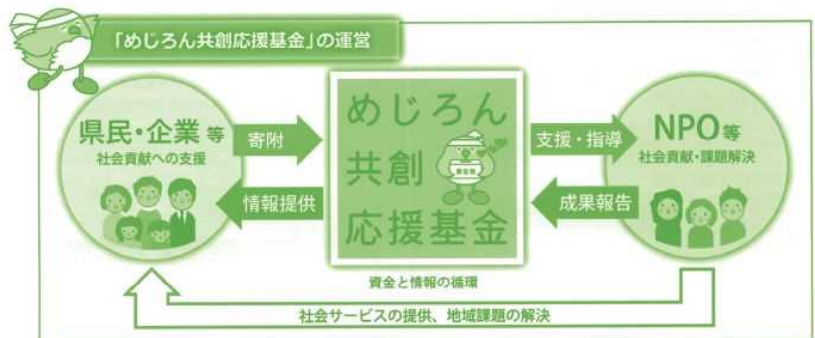 「めじろん共創応援基金」の運営
県民・企業 等
社会貢献への支援
寄附
情報提供
めじろん
共創
応援基金
支援・指導
成果報告
NPO等
社会貢献・課題解決
資金と情報の循環
社会サービスの提供、地域課題の解決